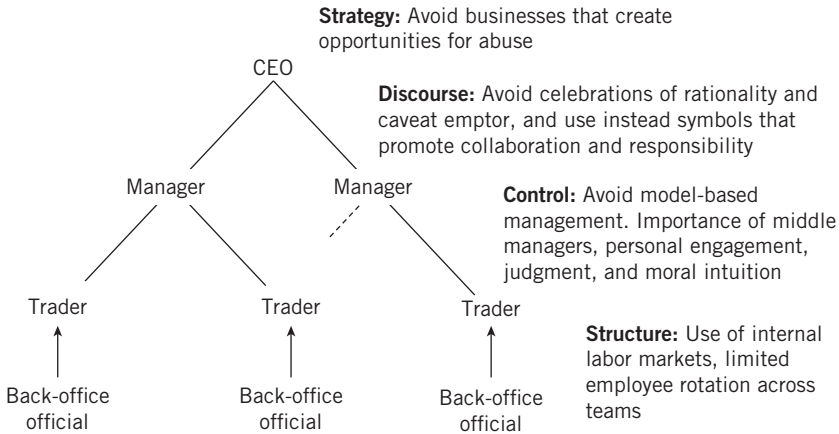 Strategy: Avoid businesses that create
opportunities for abuse
CEO
Discourse: Avoid celebrations of rationality and
caveat emptor, and use instead symbols that
promote collaboration and responsibility
Manager
Manager
Control: Avoid model-based
management. Importance of middle
managers, personal engagement,
judgment, and moral intuition
Trader
Trader
Trader
Structure: Use of internal
labor markets, limited
employee rotation across
teams
Back-office
official
Back-office
official
Back-office
official